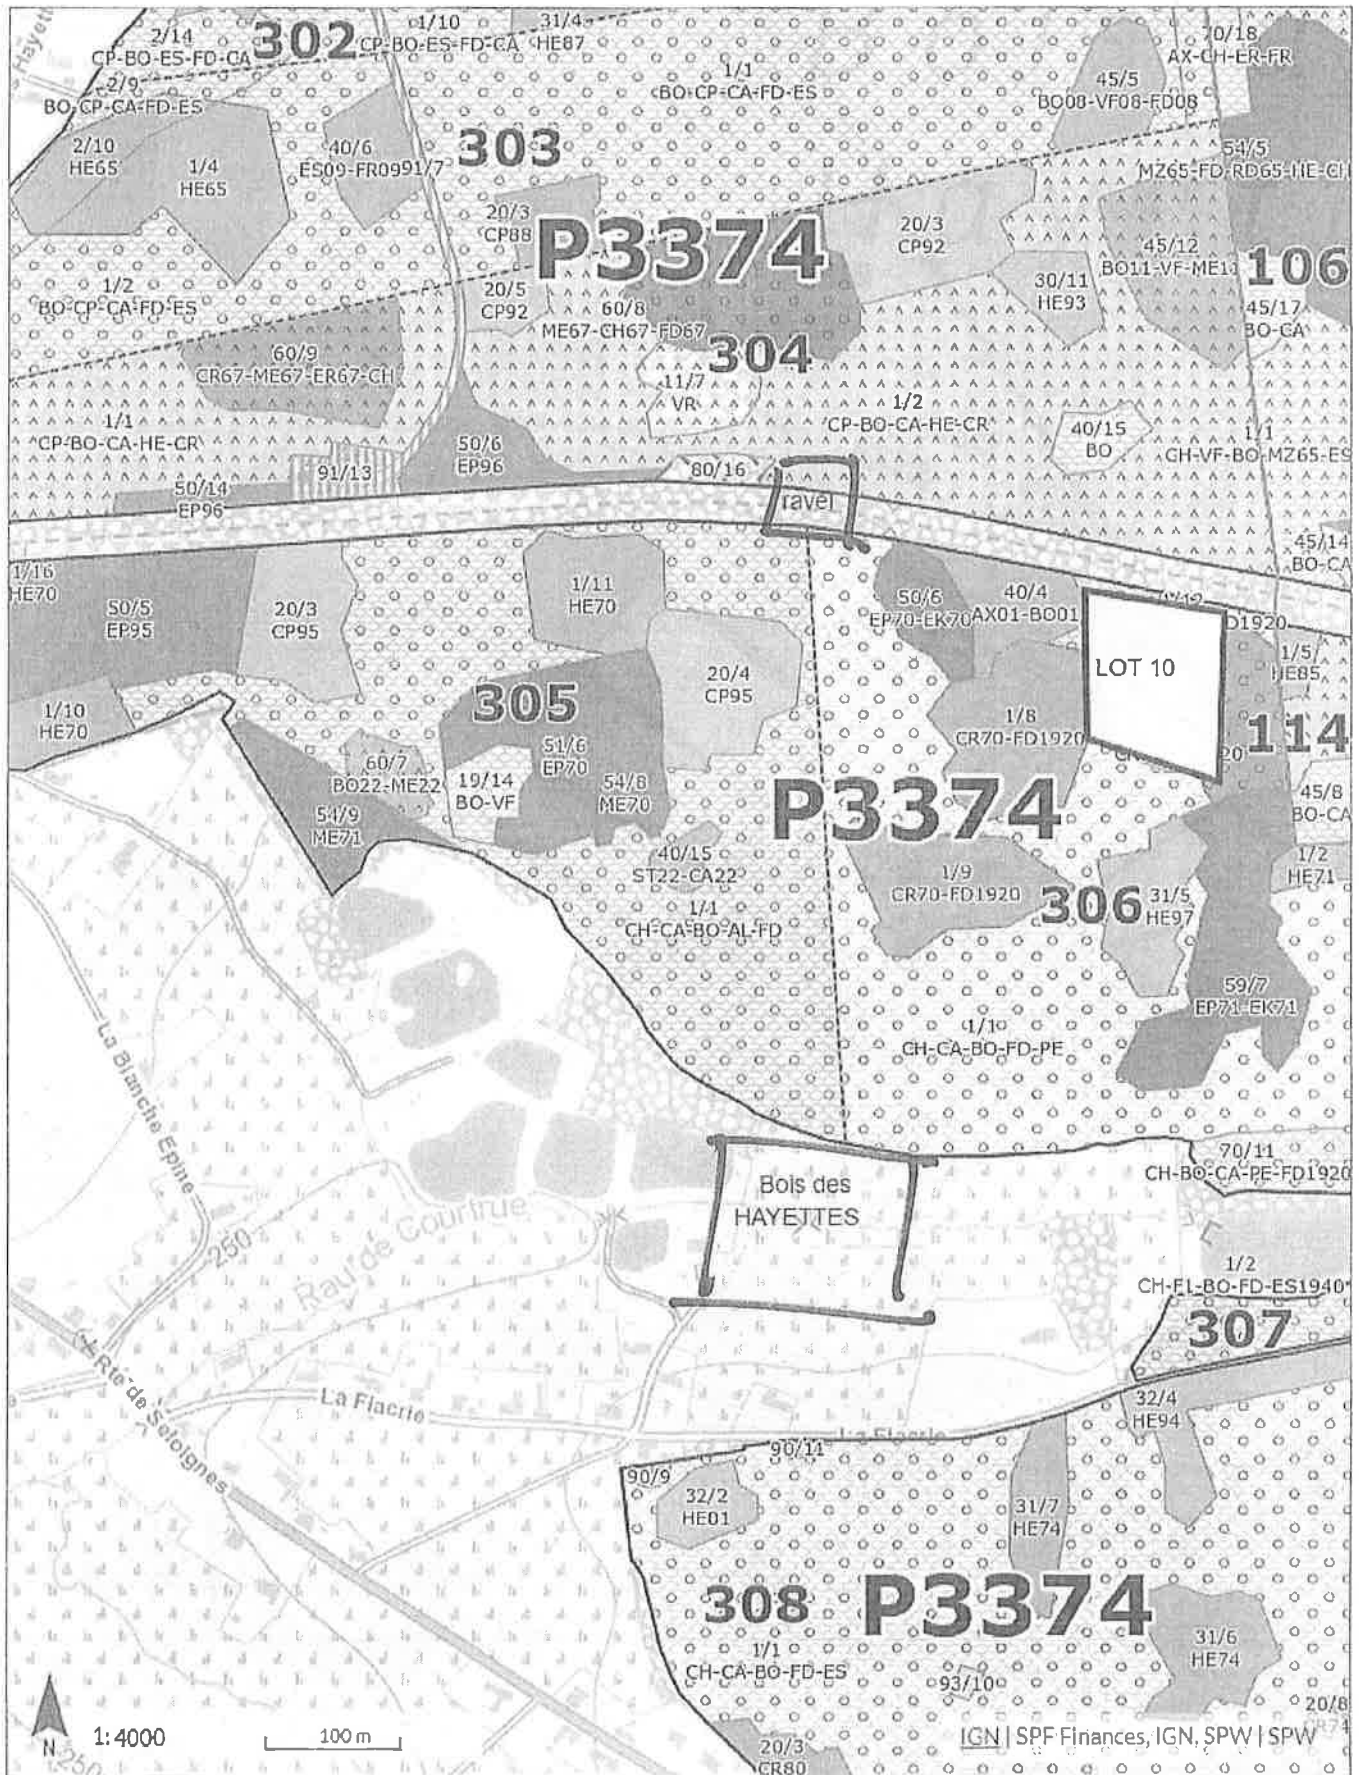 Hayett
2/14
CP-BO-ES-FD-CA
302
1/10
CP-BO-ES-FD-CA
31/4
HE87
70/18
AX-CH-ER-FR
2/9
BO-CP-CA-FD-ES
1/1
BO-CP-CA-FD-ES
45/5
BO08-VF08-FD08
2/10
HE65
1/4
HE65
40/6
ES09-FR09
91/7
303
54/5
MZ65-FD-RD65-HE-CH
20/3
CP88
P3374
20/3
CP92
45/12
BO11-VF-ME11
106
1/2
BO-CP-CA-FD-ES
20/5
CP92
60/8
ME67-CH67-FD67
30/11
HE93
45/17
BO-CA
60/9
CR67-ME67-ER67-CH
304
11/7
VR
1/2
CP-BO-CA-HE-CR
40/15
BO
1/1
CH-VF-BO-MZ65-ES
1/1
CP-BO-CA-HE-CR
91/13
50/6
EP96
80/16
50/14
EP96
ravel
45/14
BO-CA
1/16
HE70
50/5
EP95
20/3
CP95
1/11
HE70
50/6
EP70-EK70
40/4
AX01-BO01
D1920
LOT 10
1/5
HE85
1/10
HE70
305
20/4
CP95
1/8
CR70-FD1920
114
60/7
BO22-ME22
19/14
BO-VF
51/6
EP70
54/8
ME70
P3374
45/8
BO-CA
54/9
ME71
40/15
ST22-CA22
1/9
CR70-FD1920
306
31/5
HE97
1/2
HE71
1/1
CH-CA-BO-AL-FD
59/7
EP71-EK71
1/1
CH-CA-BO-FD-PE
La Blanche Epine
70/11
CH-BO-CA-PE-FD1920
Bois des
HAYETTES
250
Rau de Courtrue
1/2
CH-F1-BO-FD-ES1940*
307
Rte de Seloignes
La Fiacrie
32/4
HE94
La Fiacrie
90/11
90/9
32/2
HE01
31/7
HE74
308
P3374
1/1
CH-CA-BO-FD-ES
31/6
HE74
93/10
20/8
N
1:4000
100 m
250
20/3
CR80
IGN | SPF Finances, IGN, SPW | SPW